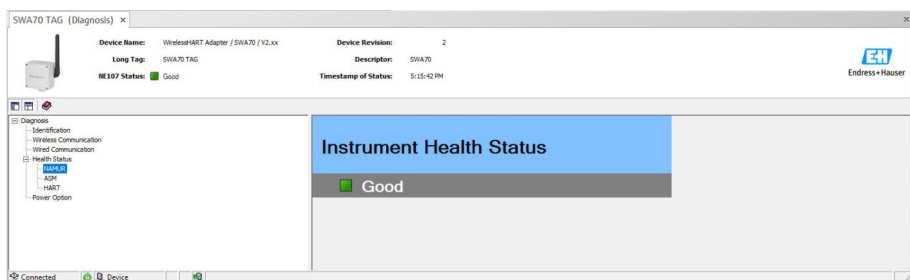 SWA70 TAG (Diagnosis) ×
Device Name: WirelessHART Adapter / SWA70 / V2.xx Device Revision: 2
Long Tag: SWA70 TAG Descriptor: SWA70
NE107 Status: Good Timestamp of Status: 5:15:42 PM
Endress+Hauser
Diagnosis
Identification
Wireless Communication
Wired Communication
Health Status
NAMUR
ASM
HART
Power Option
Instrument Health Status
Good
Connected Device